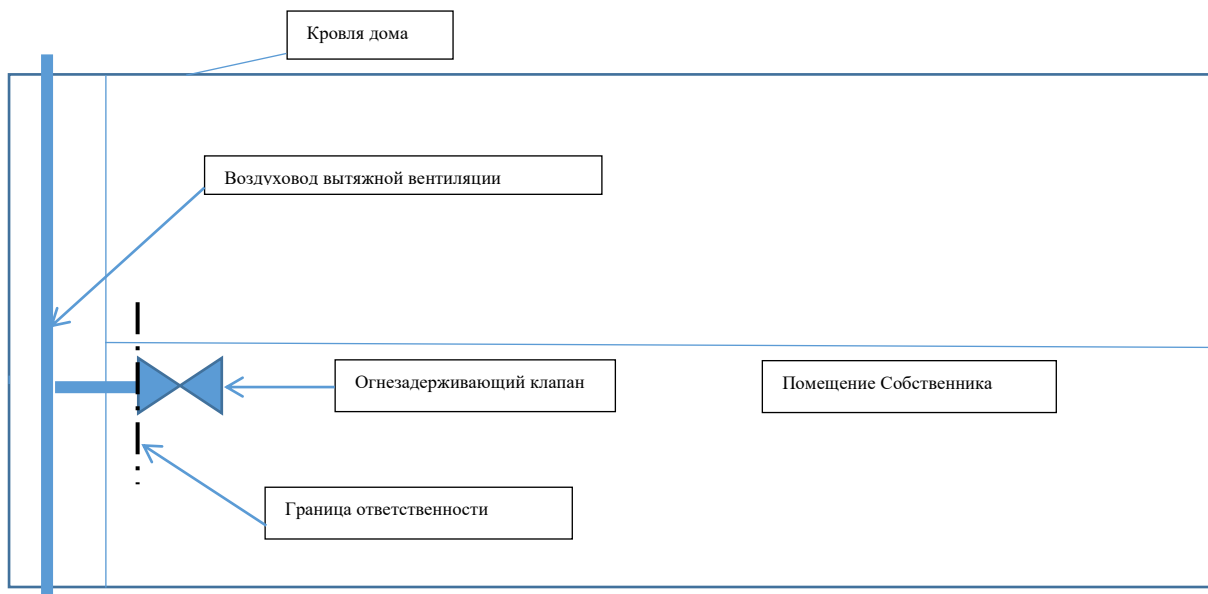 Кровля дома
Воздуховод вытяжной вентиляции
Огнезадерживающий клапан
Помещение Собственника
Граница ответственности